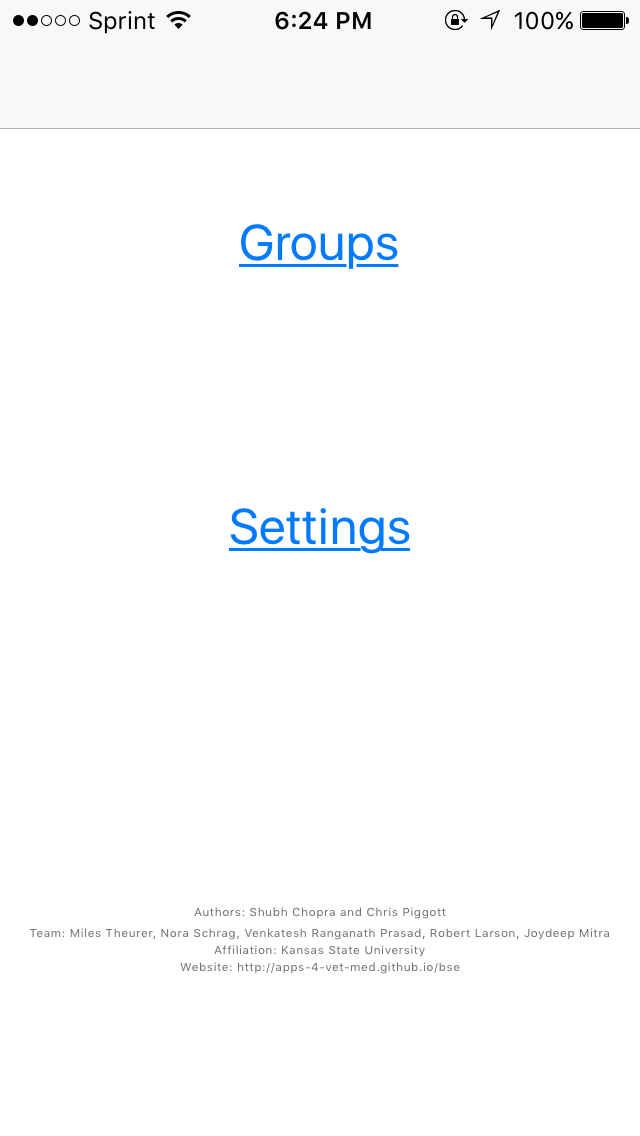 Sprint 6:24 PM 100%
Groups
Settings
Authors: Shubh Chopra and Chris Piggott
Team: Miles Theurer, Nora Schrag, Venkatesh Ranganath Prasad, Robert Larson, Joydeep Mitra
Affiliation: Kansas State University
Website: http://apps-4-vet-med.github.io/bse